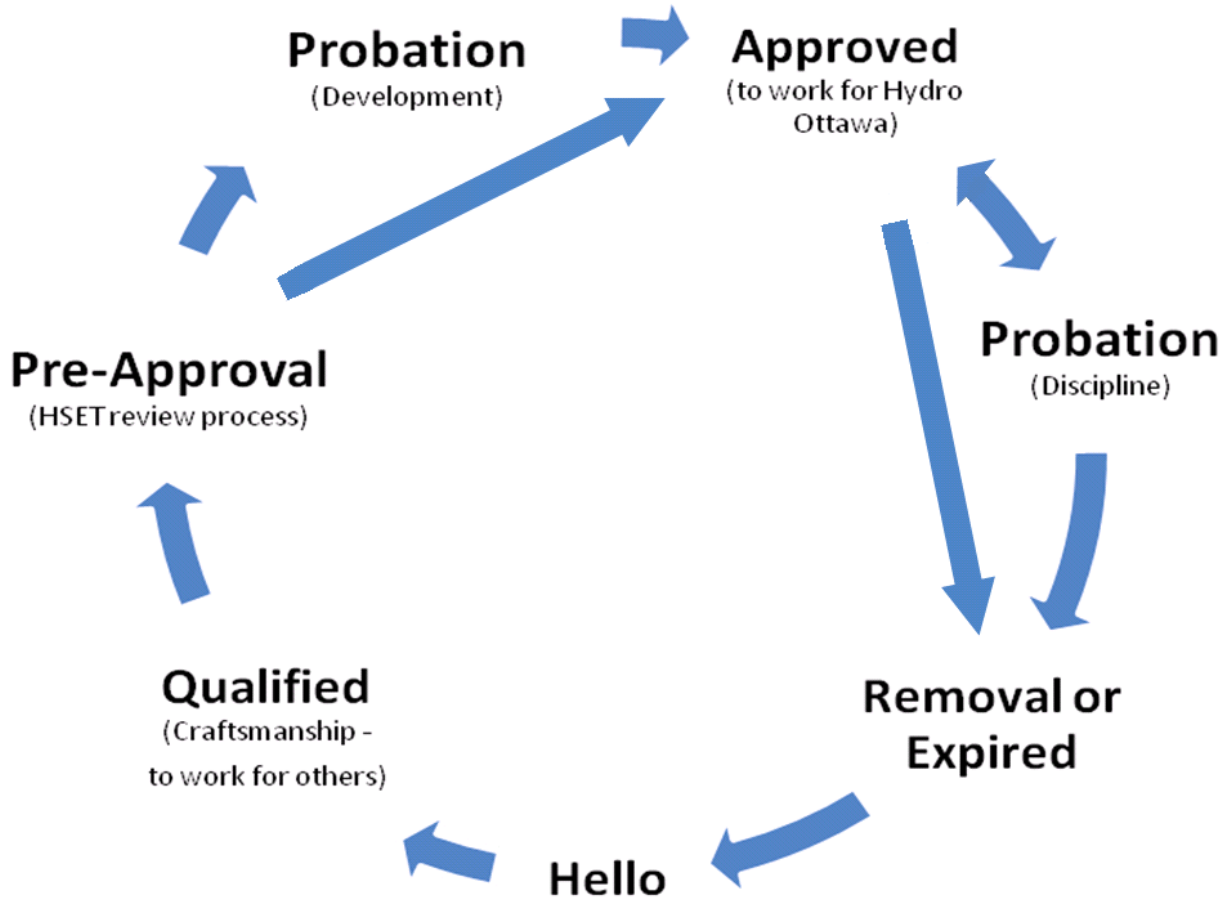 Probation
(Development)
Approved
(to work for Hydro
Ottawa)
Probation
(Discipline)
Pre-Approval
(HSET review process)
Qualified
(Craftsmanship -
to work for others)
Removal or
Expired
Hello